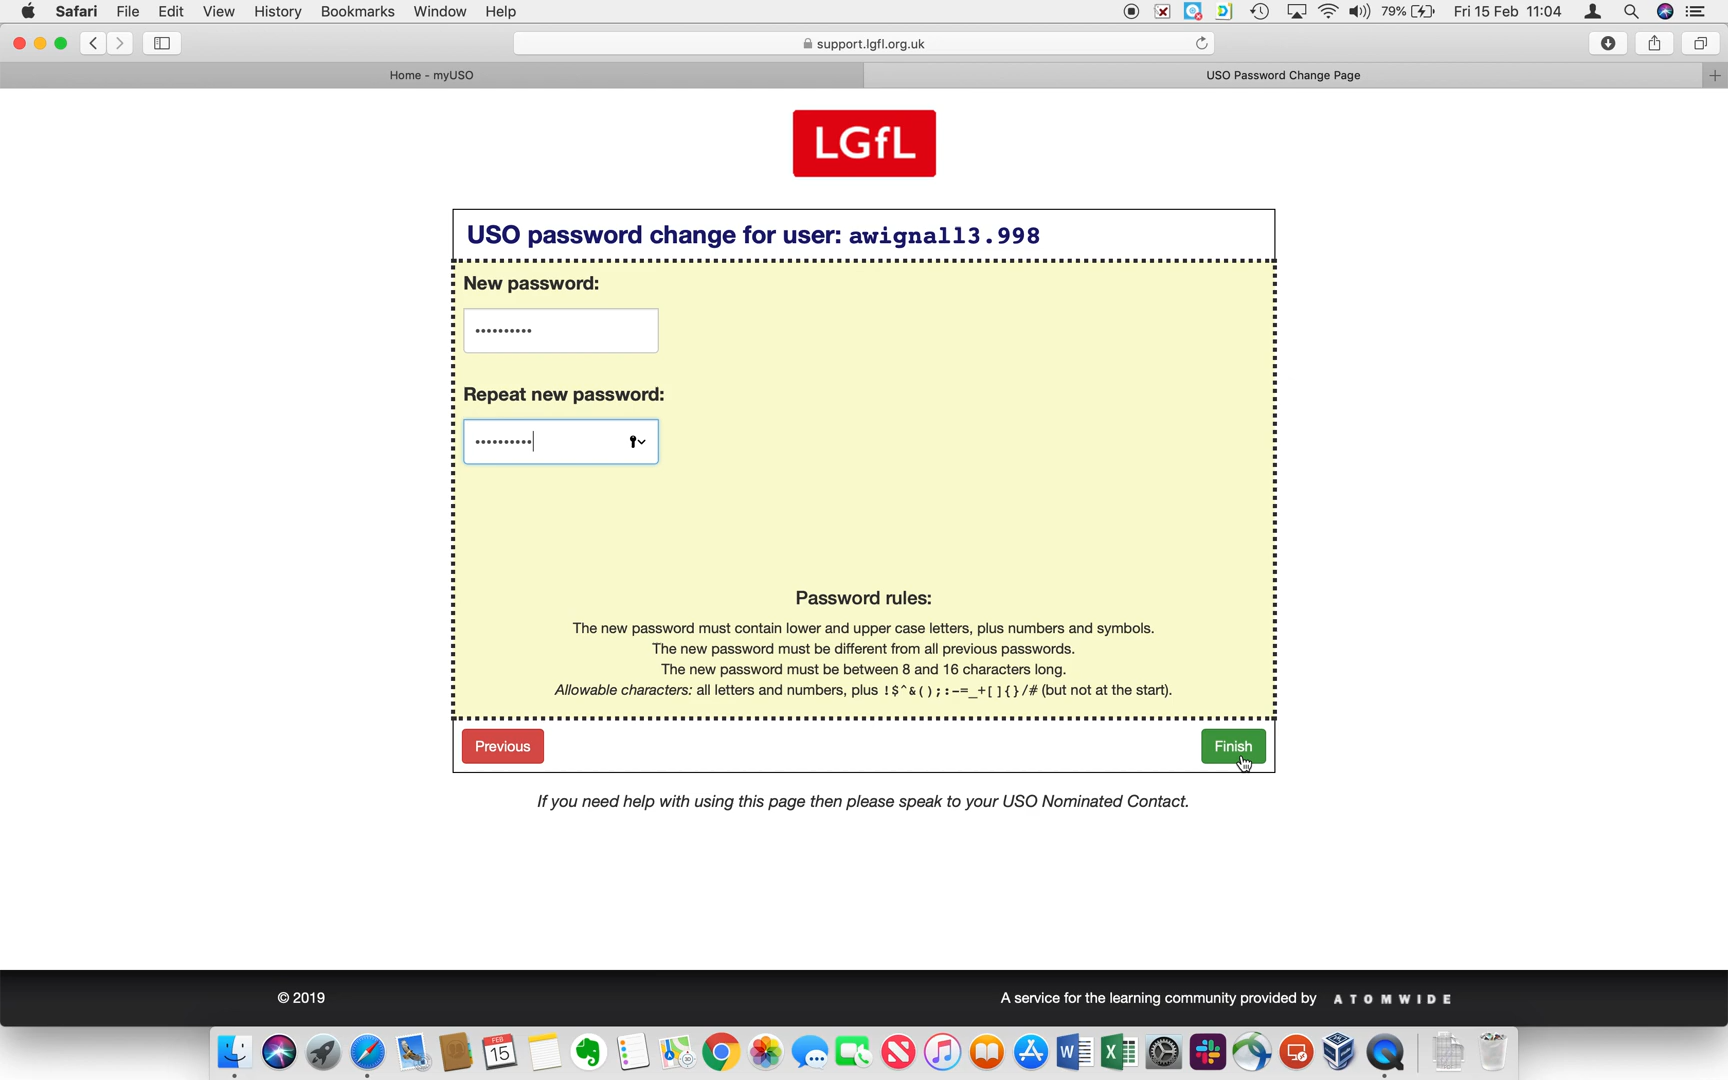 Safari File Edit View History Bookmarks Window Help 79% Fri 15 Feb 11:04
support.lgfl.org.uk
Home - myUSO
USO Password Change Page
LGfL
USO password change for user: awignall3.998
New password:
••••••••••
Repeat new password:
••••••••••
Password rules:
The new password must contain lower and upper case letters, plus numbers and symbols.
The new password must be different from all previous passwords.
The new password must be between 8 and 16 characters long.
Allowable characters: all letters and numbers, plus !$^&();:-=_+[]{}/# (but not at the start).
Previous
Finish
If you need help with using this page then please speak to your USO Nominated Contact.
© 2019
A service for the learning community provided by ATOMWIDE
FEB
15